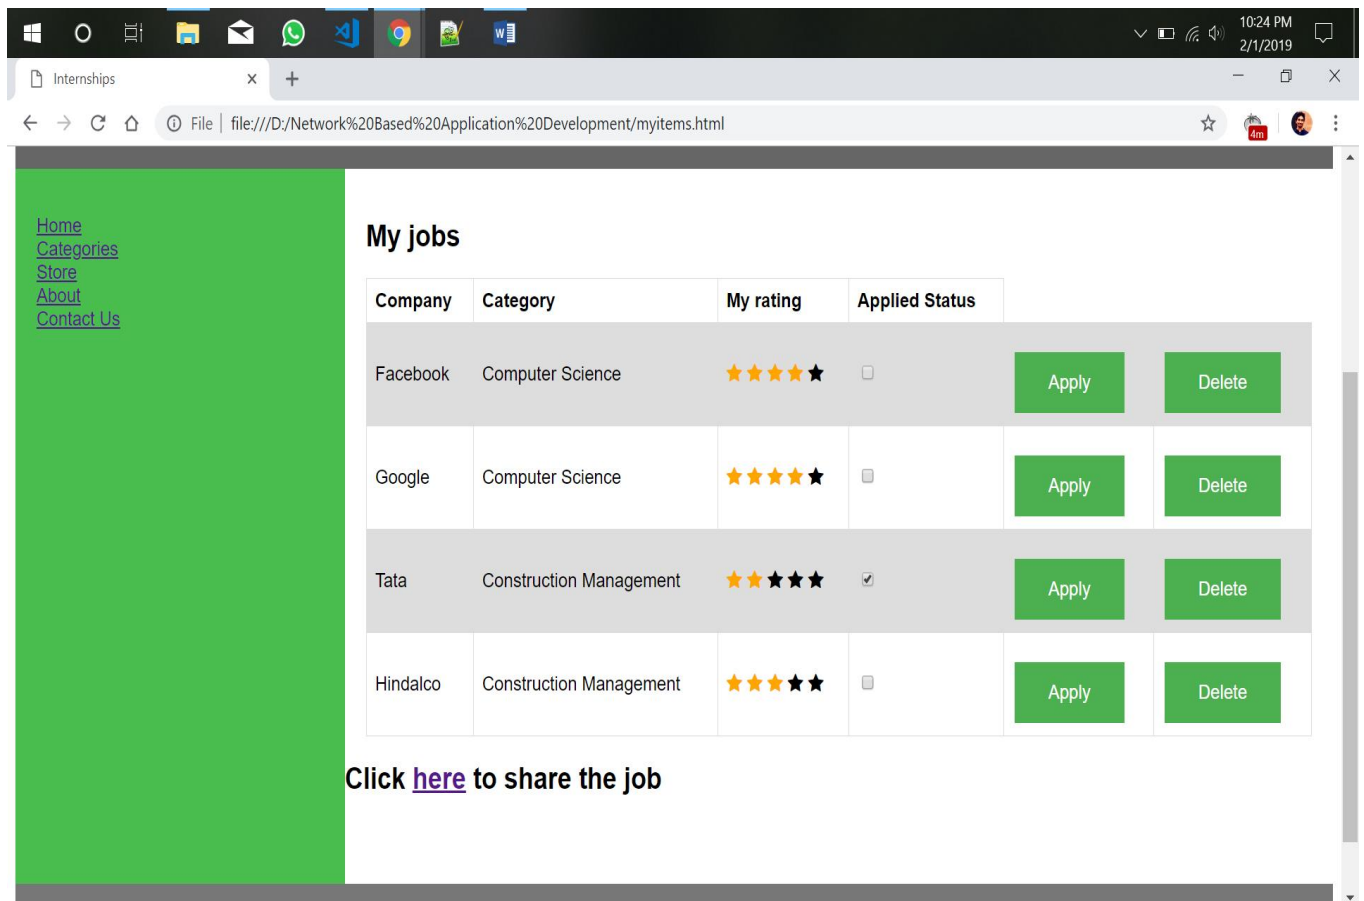 10:24 PM
2/1/2019
Internships
File file:///D:/Network%20Based%20Application%20Development/myitems.html
4m
Home
Categories
Store
About
Contact Us
My jobs
Company Category My rating Applied Status
Facebook Computer Science Apply Delete
Google Computer Science Apply Delete
Tata Construction Management Apply Delete
Hindalco Construction Management Apply Delete
Click here to share the job